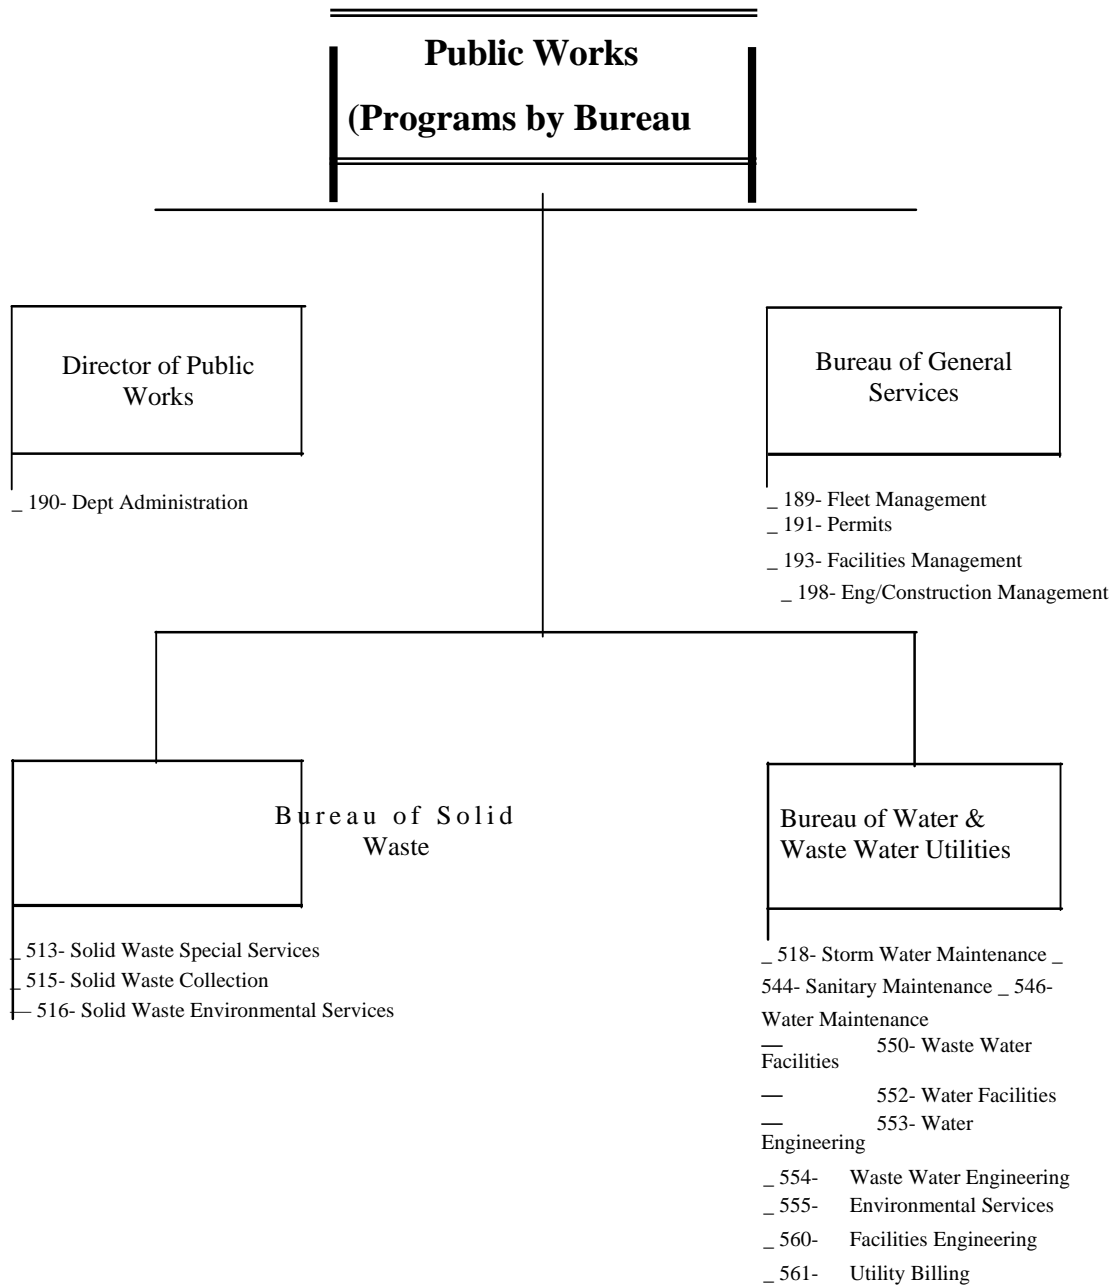 Public Works
(Programs by Bureau
Director of Public
Works
_ 190- Dept Administration
Bureau of General
Services
_ 189- Fleet Management
_ 191- Permits
_ 193- Facilities Management
_ 198- Eng/Construction Management
Bureau of Solid
Waste
_ 513- Solid Waste Special Services
_ 515- Solid Waste Collection
— 516- Solid Waste Environmental Services
Bureau of Water &
Waste Water Utilities
_ 518- Storm Water Maintenance _
544- Sanitary Maintenance _ 546-
Water Maintenance
— 550- Waste Water
Facilities
— 552- Water Facilities
— 553- Water
Engineering
_ 554- Waste Water Engineering
_ 555- Environmental Services
_ 560- Facilities Engineering
_ 561- Utility Billing